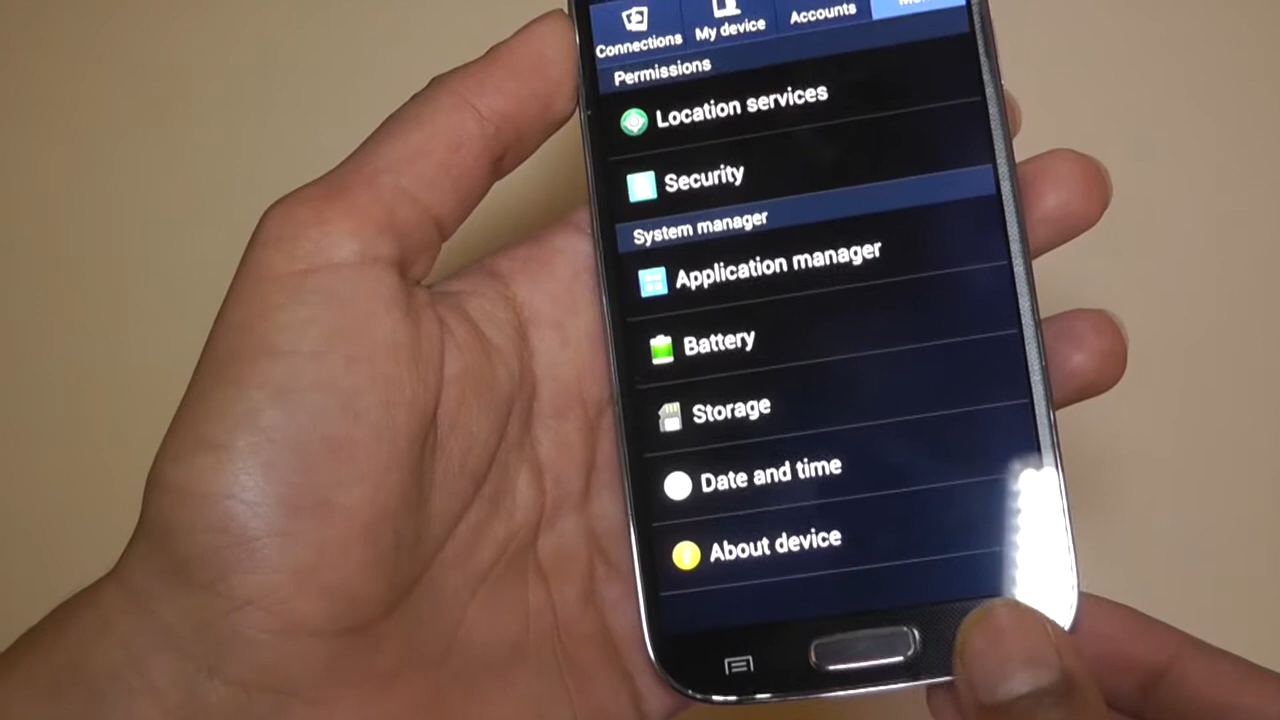 Connections
My device
Accounts
Permissions
Location services
Security
System manager
Application manager
Battery
Storage
Date and time
About device